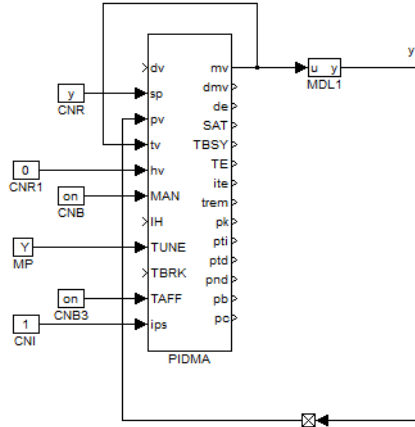 y
dv
mv
u y
MDL1
dmv
y
CNR
sp
de
pv
SAT
tv
TBSY
0
CNR1
hv
TE
on
CNB
MAN
ite
trem
IH
pk
Y
MP
TUNE
pti
ptd
TBRK
pnd
on
CNB3
TAFF
pb
1
CNI
ips
pc
PIDMA